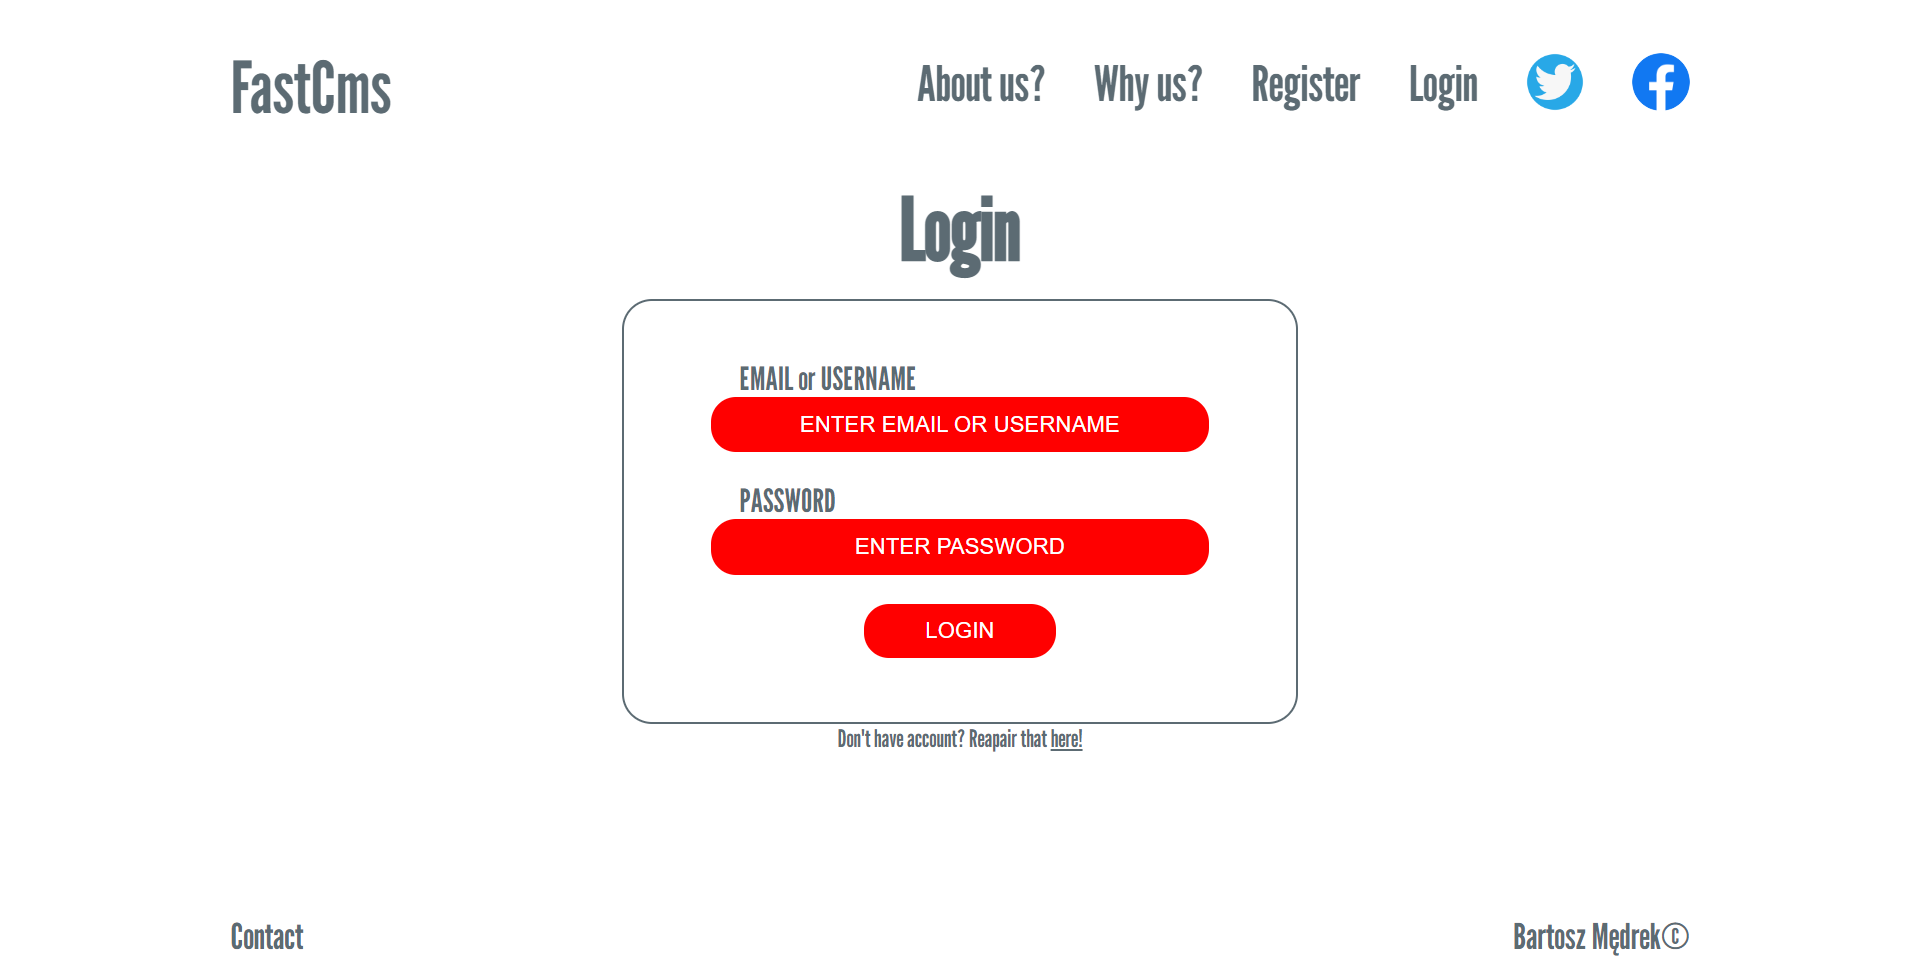 FastCms
About us? Why us? Register Login
Login
EMAIL or USERNAME
ENTER EMAIL OR USERNAME
PASSWORD
ENTER PASSWORD
LOGIN
Don't have account? Reapair that here!
Contact
Bartosz Mędrek©